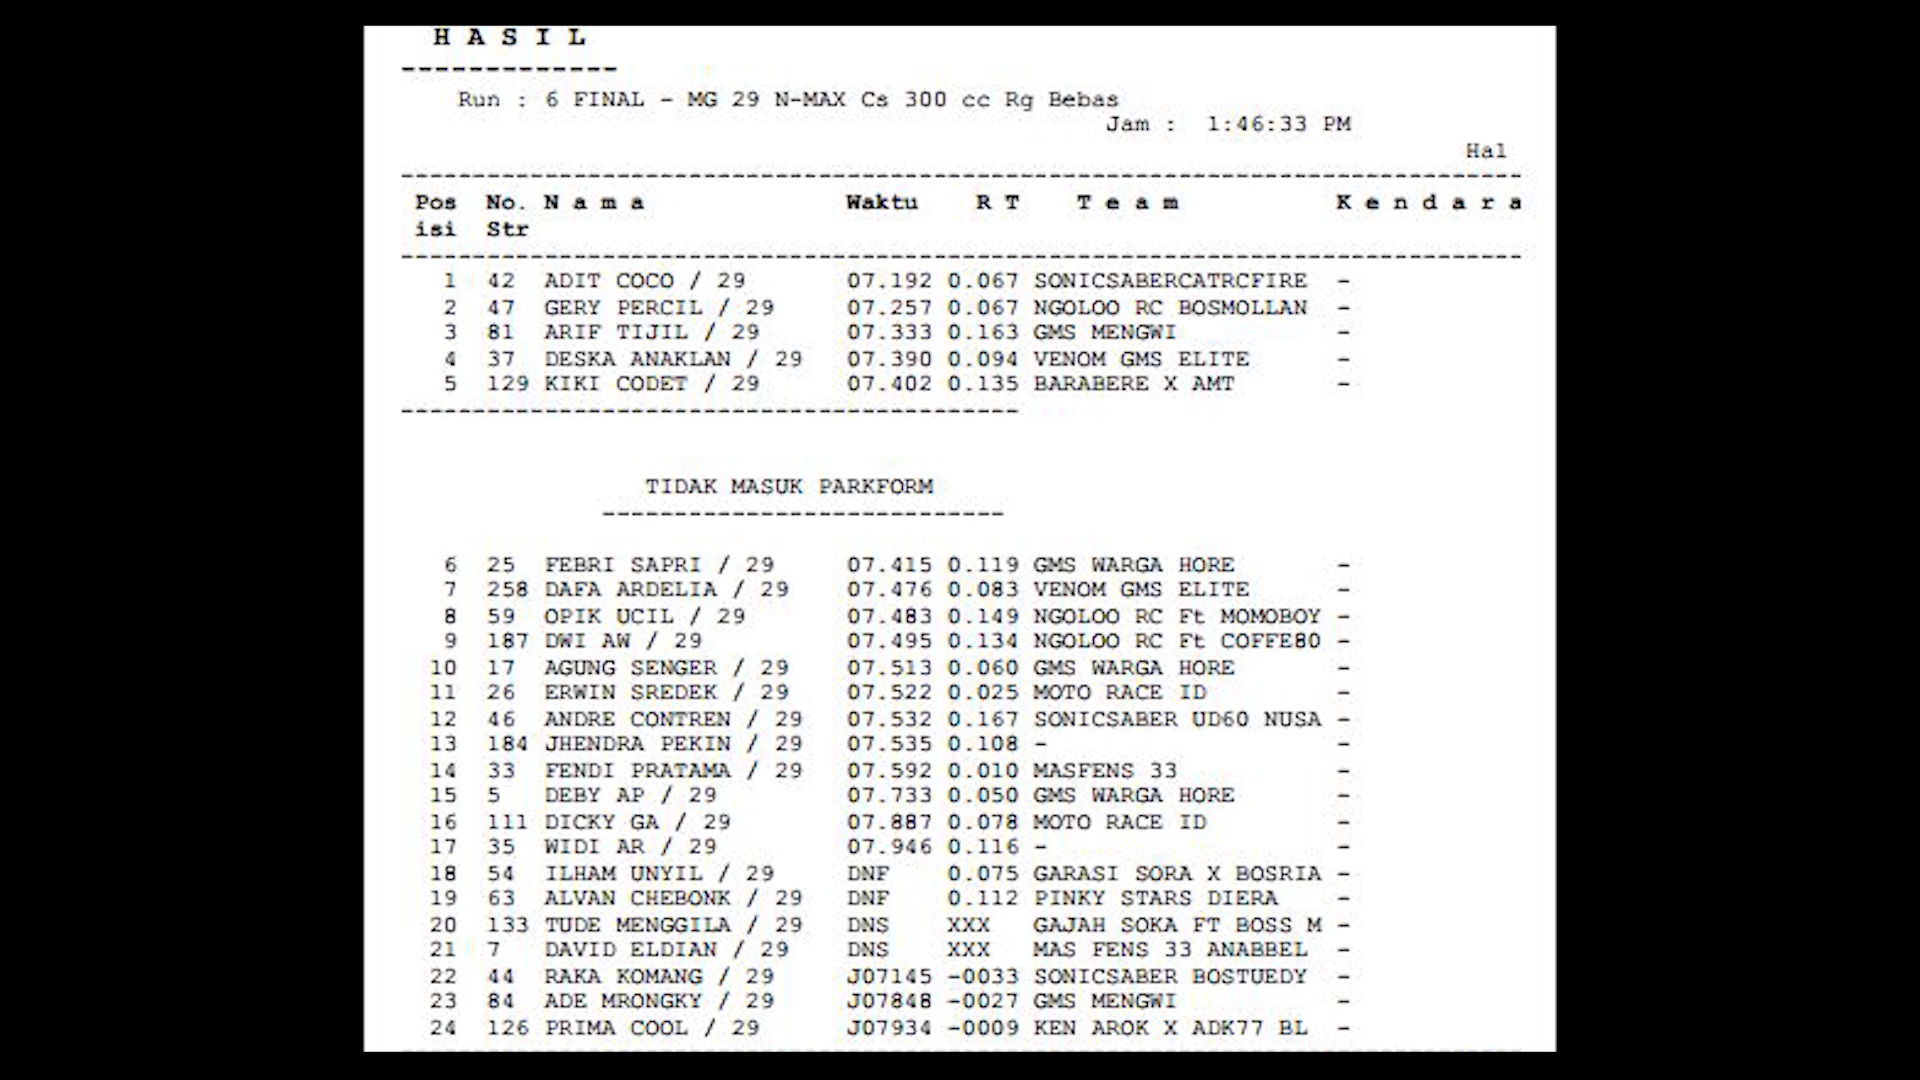 H A S I L
-------------
Run : 6 FINAL - MG 29 N-MAX Cs 300 cc Rg Bebas
Jam : 1:46:33 PM
Hal
Pos No. N a m a Waktu R T T e a m K e n d a r a
isi Str
1 42 ADIT COCO / 29 07.192 0.067 SONICSABERCATRCFIRE -
2 47 GERY PERCIL / 29 07.257 0.067 NGOLOO RC BOSMOLLAN -
3 81 ARIF TIJIL / 29 07.333 0.163 GMS MENGWI -
4 37 DESKA ANAKLAN / 29 07.390 0.094 VENOM GMS ELITE -
5 129 KIKI CODET / 29 07.402 0.135 BARABERE X AMT -
TIDAK MASUK PARKFORM
----------------------------
6 25 FEBRI SAPRI / 29 07.415 0.119 GMS WARGA HORE -
7 258 DAFA ARDELIA / 29 07.476 0.083 VENOM GMS ELITE -
8 59 OPIK UCIL / 29 07.483 0.149 NGOLOO RC Ft MOMOBOY -
9 187 DWI AW / 29 07.495 0.134 NGOLOO RC Ft COFFE80 -
10 17 AGUNG SENGER / 29 07.513 0.060 GMS WARGA HORE -
11 26 ERWIN SREDEK / 29 07.522 0.025 MOTO RACE ID -
12 46 ANDRE CONTREN / 29 07.532 0.167 SONICSABER UD60 NUSA -
13 184 JHENDRA PEKIN / 29 07.535 0.108 - -
14 33 FENDI PRATAMA / 29 07.592 0.010 MASFENS 33 -
15 5 DEBY AP / 29 07.733 0.050 GMS WARGA HORE -
16 111 DICKY GA / 29 07.887 0.078 MOTO RACE ID -
17 35 WIDI AR / 29 07.946 0.116 - -
18 54 ILHAM UNYIL / 29 DNF 0.075 GARASI SORA X BOSRIA -
19 63 ALVAN CHEBONK / 29 DNF 0.112 PINKY STARS DIERA -
20 133 TUDE MENGGILA / 29 DNS XXX GAJAH SOKA FT BOSS M -
21 7 DAVID ELDIAN / 29 DNS XXX MAS FENS 33 ANABBEL -
22 44 RAKA KOMANG / 29 J07145 -0033 SONICSABER BOSTUEDY -
23 84 ADE MRONGKY / 29 J07848 -0027 GMS MENGWI -
24 126 PRIMA COOL / 29 J07934 -0009 KEN AROK X ADK77 BL -